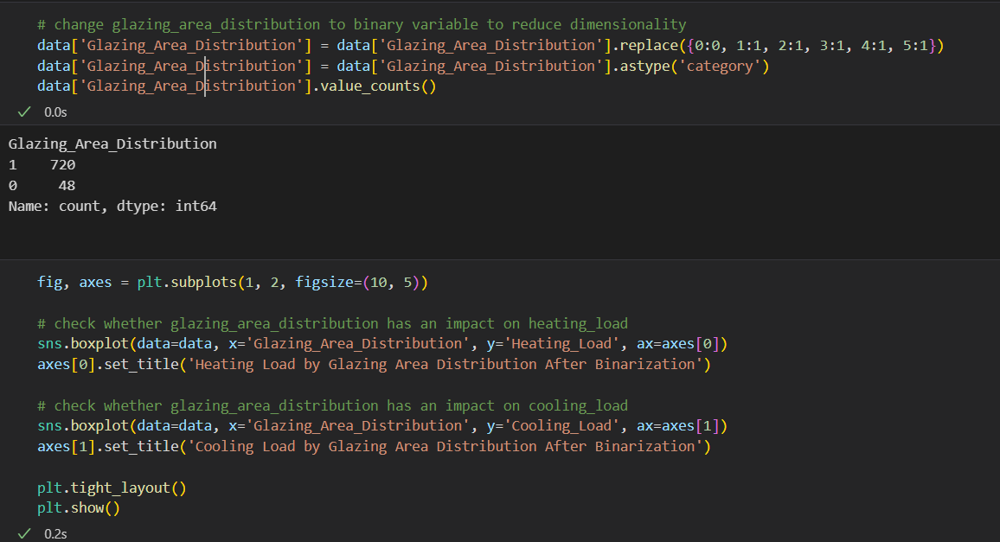 # change glazing_area_distribution to binary variable to reduce dimensionality
data['Glazing_Area_Distribution'] = data['Glazing_Area_Distribution'].replace({0:0, 1:1, 2:1, 3:1, 4:1, 5:1})
data['Glazing_Area_Distribution'] = data['Glazing_Area_Distribution'].astype('category')
data['Glazing_Area_Distribution'].value_counts()
0.0s
Glazing_Area_Distribution
1    720
0     48
Name: count, dtype: int64
fig, axes = plt.subplots(1, 2, figsize=(10, 5))
# check whether glazing_area_distribution has an impact on heating_load
sns.boxplot(data=data, x='Glazing_Area_Distribution', y='Heating_Load', ax=axes[0])
axes[0].set_title('Heating Load by Glazing Area Distribution After Binarization')
# check whether glazing_area_distribution has an impact on cooling_load
sns.boxplot(data=data, x='Glazing_Area_Distribution', y='Cooling_Load', ax=axes[1])
axes[1].set_title('Cooling Load by Glazing Area Distribution After Binarization')
plt.tight_layout()
plt.show()
0.2s